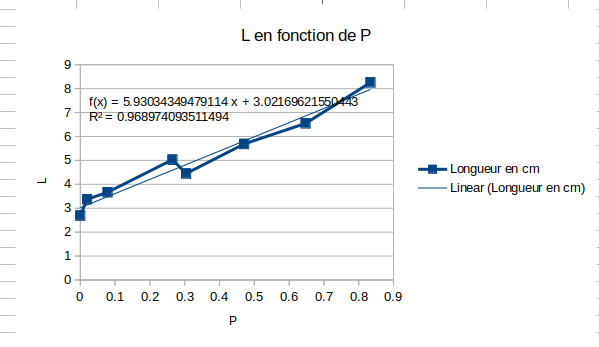 L en fonction de P
9
8
7
6
5
4
3
2
1
0
f(x) = 5.93034349479114 x + 3.02169621550443
R² = 0.968974093511494
L
Longueur en cm
Linear (Longueur en cm)
0 0.1 0.2 0.3 0.4 0.5 0.6 0.7 0.8 0.9
P